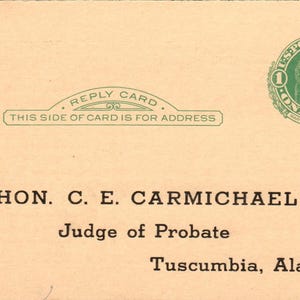 REPLY CARD
THIS SIDE OF CARD IS FOR ADDRESS
1
HON. C. E. CARMICHAEL
Judge of Probate
Tuscumbia, Ala